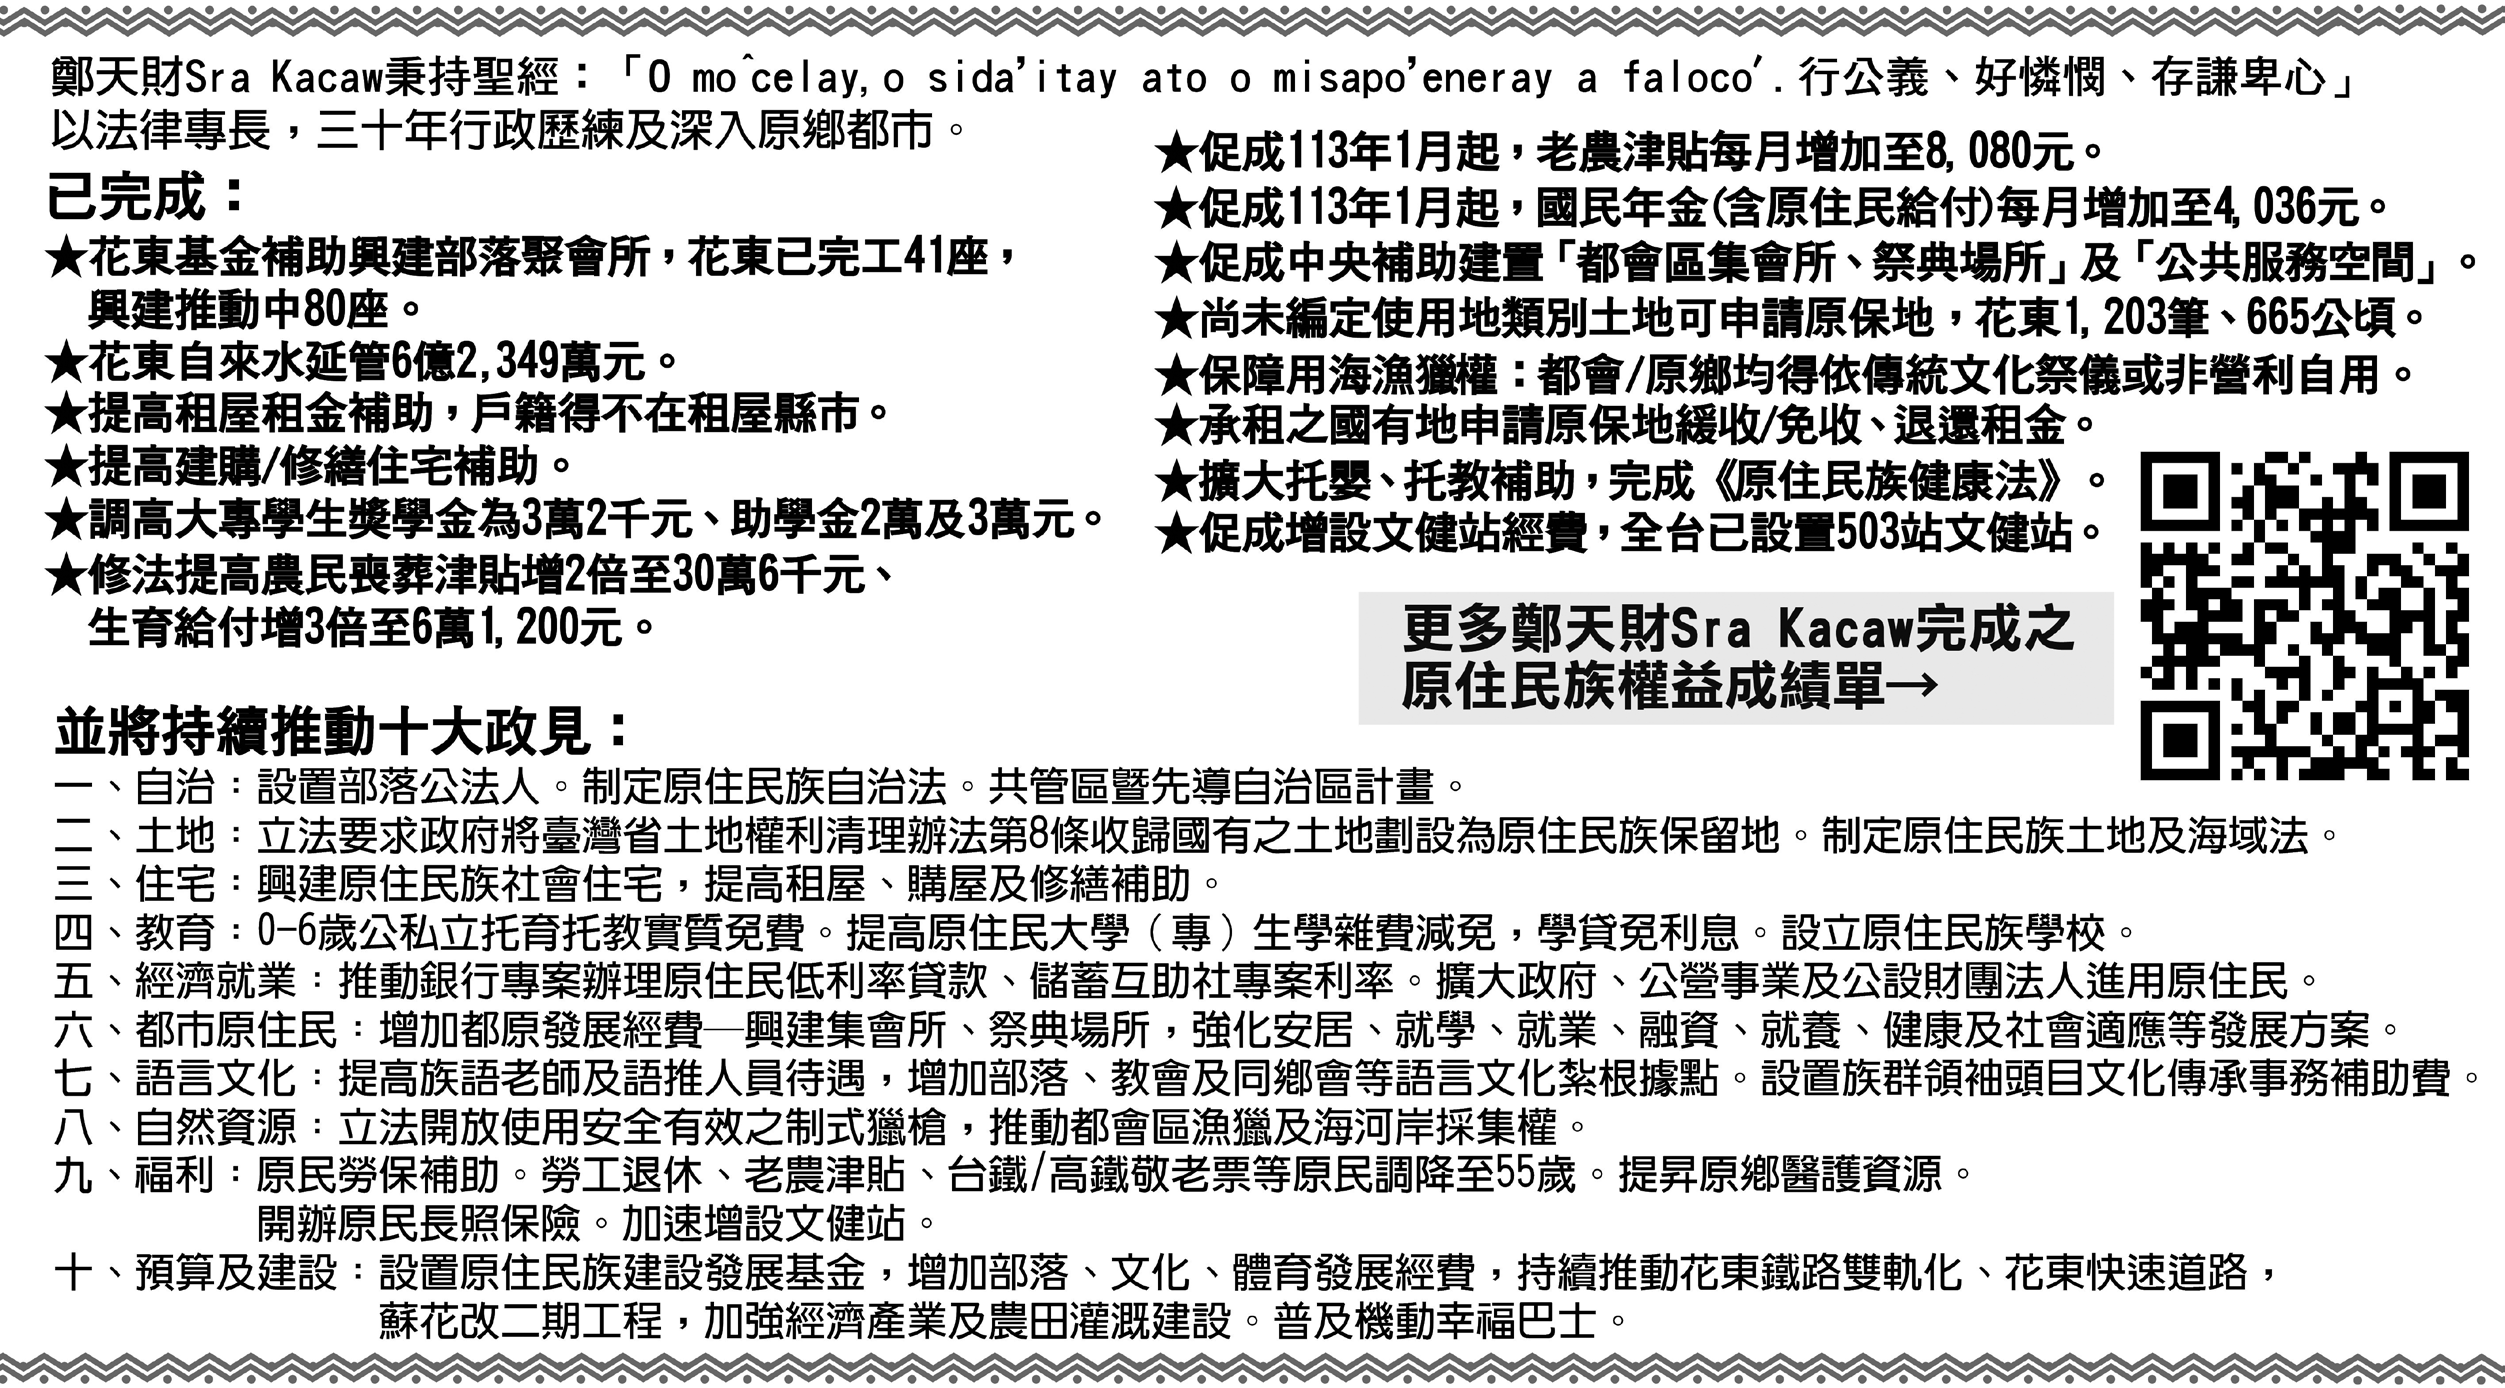 鄭天財Sra Kacaw秉持聖經：「O moˆcelay,o sida’itay ato o misapo’eneray a faloco′.行公義、好憐憫、存謙卑心」
以法律專長，三十年行政歷練及深入原鄉都市。
已完成：
★花東基金補助興建部落聚會所，花東已完工41座，
興建推動中80座。
★花東自來水延管6億2,349萬元。
★提高租屋租金補助，戶籍得不在租屋縣市。
★提高建購/修繕住宅補助。
★調高大專學生獎學金為3萬2千元、助學金2萬及3萬元。
★修法提高農民喪葬津貼增2倍至30萬6千元、
生育給付增3倍至6萬1,200元。
★促成113年1月起，老農津貼每月增加至8,080元。
★促成113年1月起，國民年金(含原住民給付)每月增加至4,036元。
★促成中央補助建置「都會區集會所、祭典場所」及「公共服務空間」。
★尚未編定使用地類別土地可申請原保地，花東1,203筆、665公頃。
★保障用海漁獵權：都會/原鄉均得依傳統文化祭儀或非營利自用。
★承租之國有地申請原保地緩收/免收、退還租金。
★擴大托嬰、托教補助，完成《原住民族健康法》。
★促成增設文健站經費，全台已設置503站文健站。
更多鄭天財Sra Kacaw完成之
原住民族權益成績單→
並將持續推動十大政見：
一、自治：設置部落公法人。制定原住民族自治法。共管區暨先導自治區計畫。
二、土地：立法要求政府將臺灣省土地權利清理辦法第8條收歸國有之土地劃設為原住民族保留地。制定原住民族土地及海域法。
三、住宅：興建原住民族社會住宅，提高租屋、購屋及修繕補助。
四、教育：0-6歲公私立托育托教實質免費。提高原住民大學（專）生學雜費減免，學貸免利息。設立原住民族學校。
五、經濟就業：推動銀行專案辦理原住民低利率貸款、儲蓄互助社專案利率。擴大政府、公營事業及公設財團法人進用原住民。
六、都市原住民：增加都原發展經費—興建集會所、祭典場所，強化安居、就學、就業、融資、就養、健康及社會適應等發展方案。
七、語言文化：提高族語老師及語推人員待遇，增加部落、教會及同鄉會等語言文化紮根據點。設置族群領袖頭目文化傳承事務補助費。
八、自然資源：立法開放使用安全有效之制式獵槍，推動都會區漁獵及海河岸採集權。
九、福利：原民勞保補助。勞工退休、老農津貼、台鐵/高鐵敬老票等原民調降至55歲。提昇原鄉醫護資源。
開辦原民長照保險。加速增設文健站。
十、預算及建設：設置原住民族建設發展基金，增加部落、文化、體育發展經費，持續推動花東鐵路雙軌化、花東快速道路，
蘇花改二期工程，加強經濟產業及農田灌溉建設。普及機動幸福巴士。